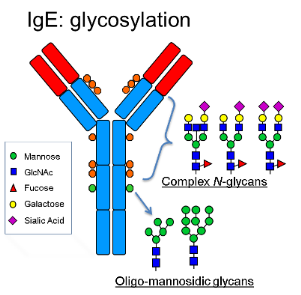 IgE: glycosylation
Mannose
GlcNAc
Fucose
Galactose
Sialic Acid
Complex N-glycans
Oligo-mannosidic glycans